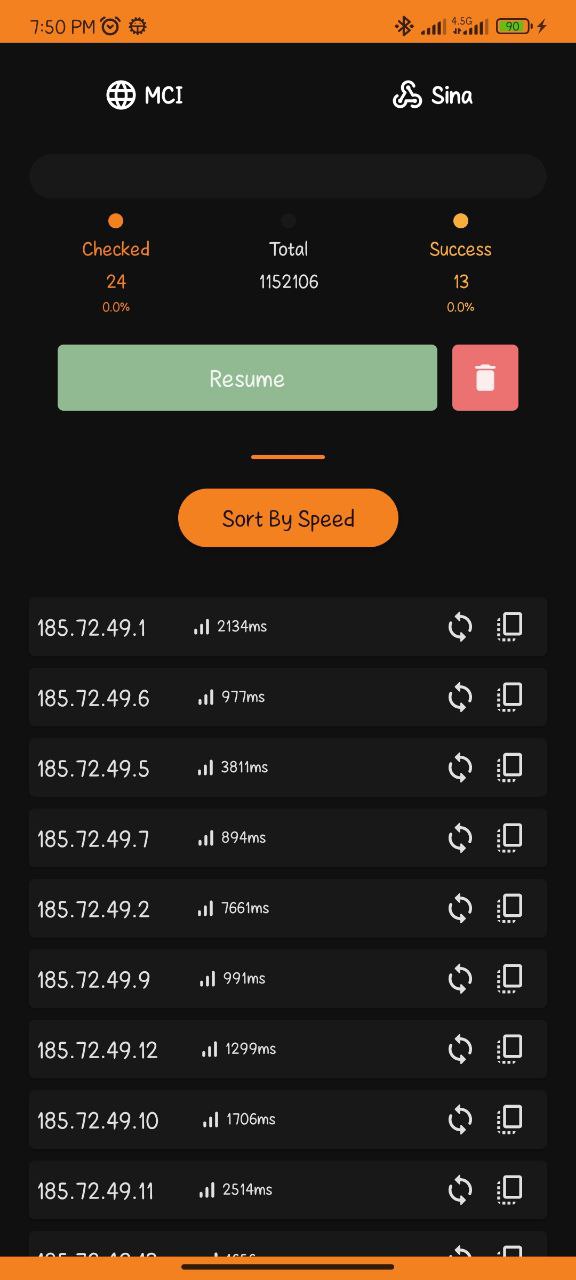 7:50 PM 4.5G 90
MCI Sina
Checked Total Success
24 1152106 13
0.0% 0.0%
Resume
Sort By Speed
185.72.49.1 2134ms
185.72.49.6 977ms
185.72.49.5 3811ms
185.72.49.7 894ms
185.72.49.2 7661ms
185.72.49.9 991ms
185.72.49.12 1299ms
185.72.49.10 1706ms
185.72.49.11 2514ms